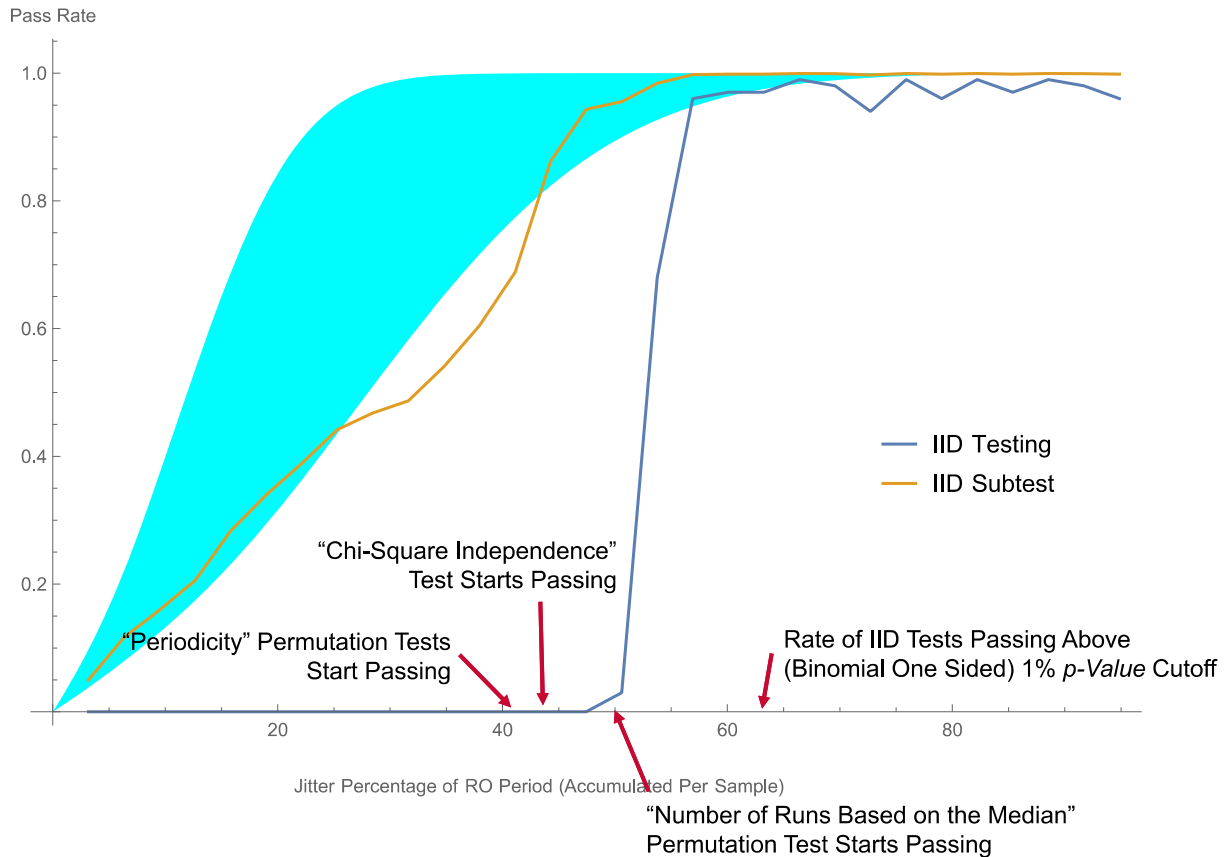 Pass Rate
1.0
0.8
0.6
0.4
0.2
IID Testing
IID Subtest
“Chi-Square Independence”
Test Starts Passing
“Periodicity” Permutation Tests
Start Passing
Rate of IID Tests Passing Above
(Binomial One Sided) 1% p-Value Cutoff
20
40
60
80
Jitter Percentage of RO Period (Accumulated Per Sample)
“Number of Runs Based on the Median”
Permutation Test Starts Passing